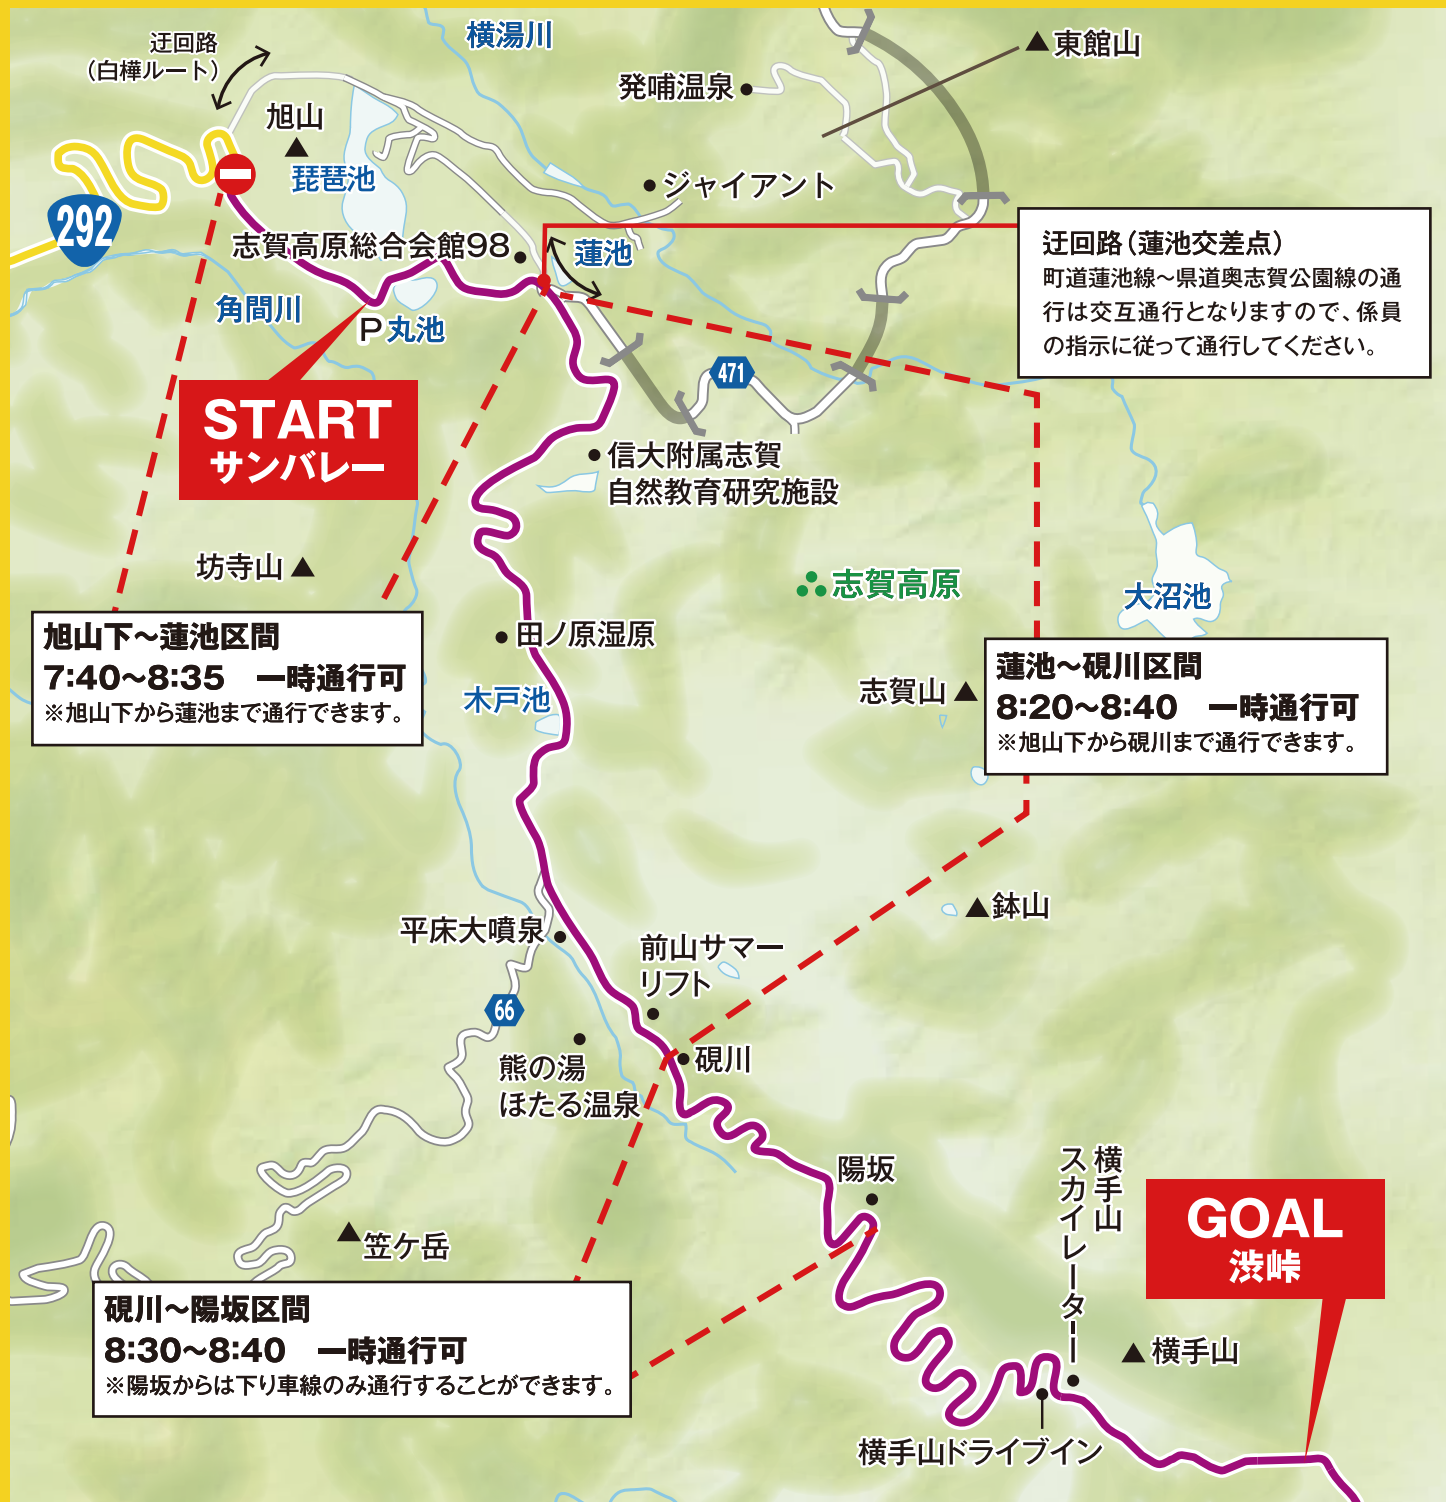 横湯川
迂回路
（白樺ルート）
東館山
発哺温泉
旭山
琵琶池
ジャイアント
292
志賀高原総合会館98
蓮池
迂回路（蓮池交差点）
町道蓮池線～県道奥志賀公園線の通
行は交互通行となりますので、係員
の指示に従って通行してください。
角間川
P丸池
471
START
サンバレー
信大附属志賀
自然教育研究施設
坊寺山
志賀高原
大沼池
旭山下～蓮池区間
7:40～8:35　一時通行可
※旭山下から蓮池まで通行できます。
田ノ原湿原
木戸池
志賀山
蓮池～硯川区間
8:20～8:40　一時通行可
※旭山下から硯川まで通行できます。
鉢山
平床大噴泉
前山サマー
リフト
66
熊の湯
ほたる温泉
硯川
陽坂
横手山
スカイレーター
GOAL
渋峠
笠ケ岳
硯川～陽坂区間
8:30～8:40　一時通行可
※陽坂からは下り車線のみ通行することができます。
横手山
横手山ドライブイン